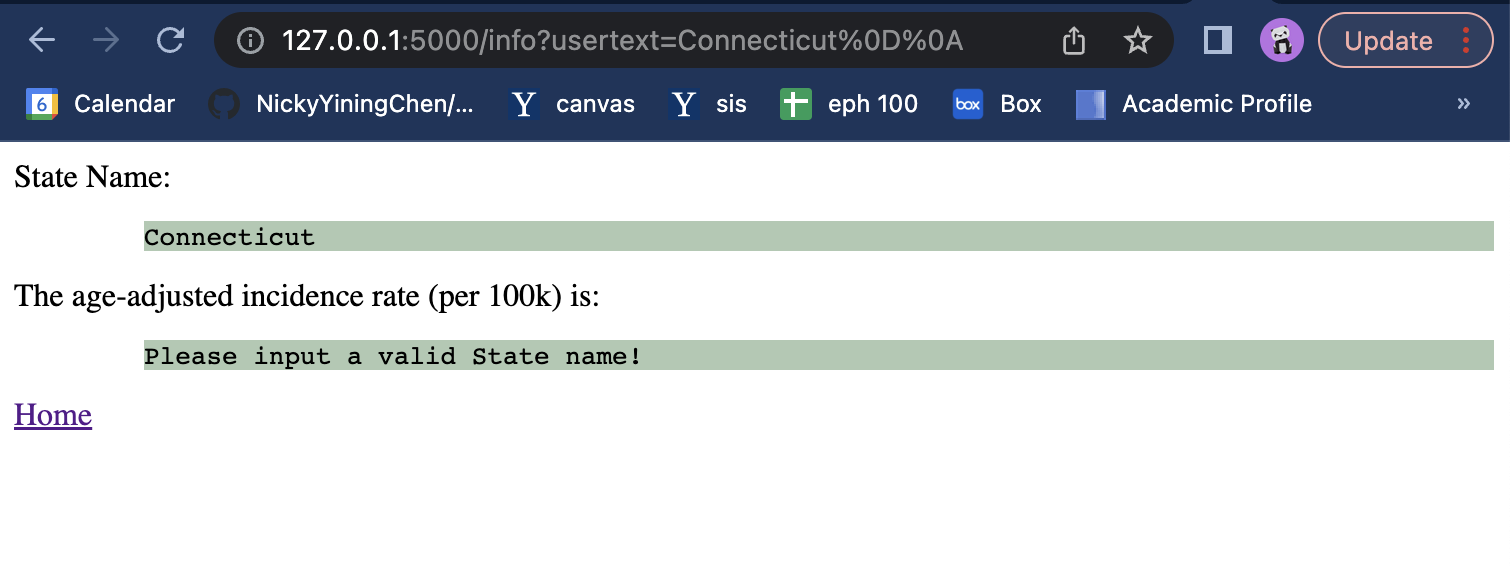 127.0.0.1:5000/info?usertext=Connecticut%0D%0A
Update
6 Calendar NickyYiningChen/... Y canvas Y sis eph 100 box Box Academic Profile »
State Name:
Connecticut
The age-adjusted incidence rate (per 100k) is:
Please input a valid State name!
Home